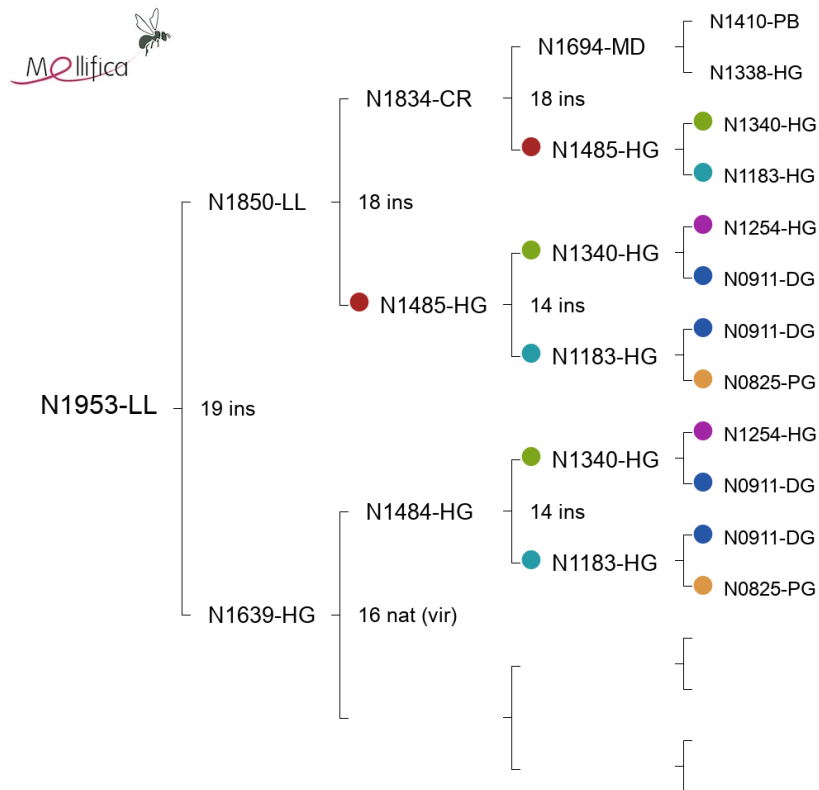 Mellifica
N1410-PB
N1694-MD
N1338-HG
N1834-CR
18 ins
N1340-HG
N1485-HG
N1183-HG
N1850-LL
18 ins
N1254-HG
N1340-HG
N0911-DG
N1485-HG
14 ins
N0911-DG
N1183-HG
N0825-PG
N1953-LL
19 ins
N1254-HG
N1340-HG
N0911-DG
N1484-HG
14 ins
N0911-DG
N1183-HG
N0825-PG
N1639-HG
16 nat (vir)